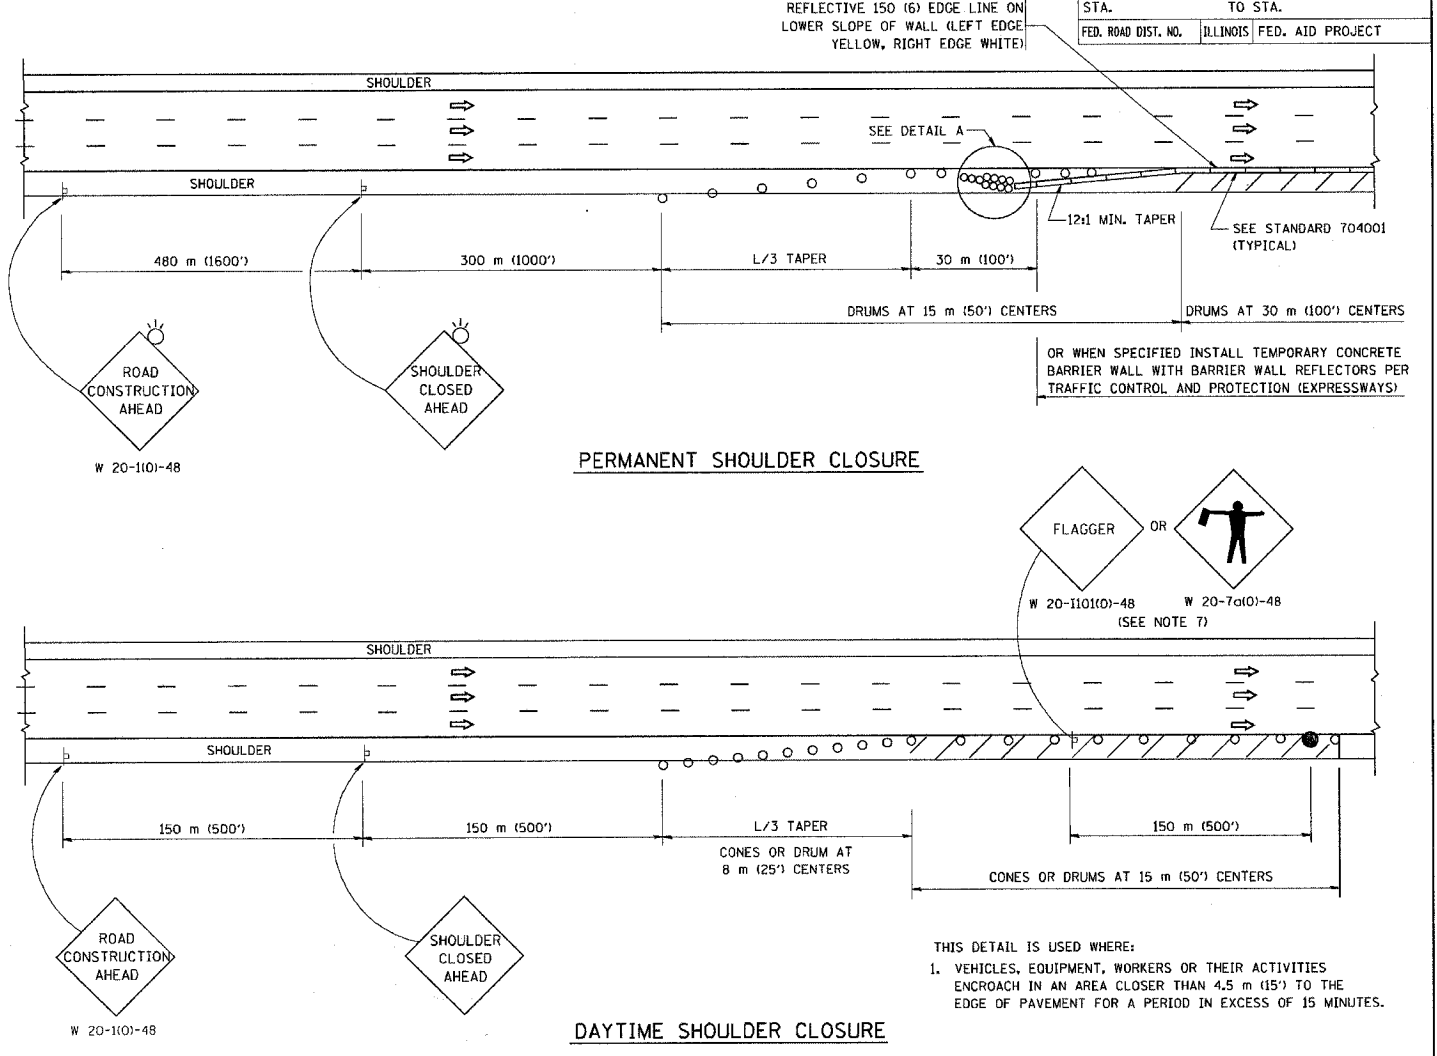 REFLECTIVE 150 (6) EDGE LINE ON
LOWER SLOPE OF WALL (LEFT EDGE
YELLOW, RIGHT EDGE WHITE)
STA. TO STA.
FED. ROAD DIST. NO. ILLINOIS FED. AID PROJECT
SHOULDER
SEE DETAIL A
SHOULDER
12:1 MIN. TAPER
SEE STANDARD 704001
(TYPICAL)
480 m (1600')
300 m (1000')
L/3 TAPER
30 m (100')
DRUMS AT 15 m (50') CENTERS
DRUMS AT 30 m (100') CENTERS
OR WHEN SPECIFIED INSTALL TEMPORARY CONCRETE
BARRIER WALL WITH BARRIER WALL REFLECTORS PER
TRAFFIC CONTROL AND PROTECTION (EXPRESSWAYS)
ROAD
CONSTRUCTION
AHEAD
W 20-1(O)-48
SHOULDER
CLOSED
AHEAD
PERMANENT SHOULDER CLOSURE
FLAGGER
OR
W 20-I101(O)-48
W 20-7a(O)-48
(SEE NOTE 7)
SHOULDER
SHOULDER
150 m (500')
150 m (500')
L/3 TAPER
CONES OR DRUM AT
8 m (25') CENTERS
150 m (500')
CONES OR DRUMS AT 15 m (50') CENTERS
ROAD
CONSTRUCTION
AHEAD
W 20-1(O)-48
SHOULDER
CLOSED
AHEAD
THIS DETAIL IS USED WHERE:
1. VEHICLES, EQUIPMENT, WORKERS OR THEIR ACTIVITIES
ENCROACH IN AN AREA CLOSER THAN 4.5 m (15') TO THE
EDGE OF PAVEMENT FOR A PERIOD IN EXCESS OF 15 MINUTES.
DAYTIME SHOULDER CLOSURE